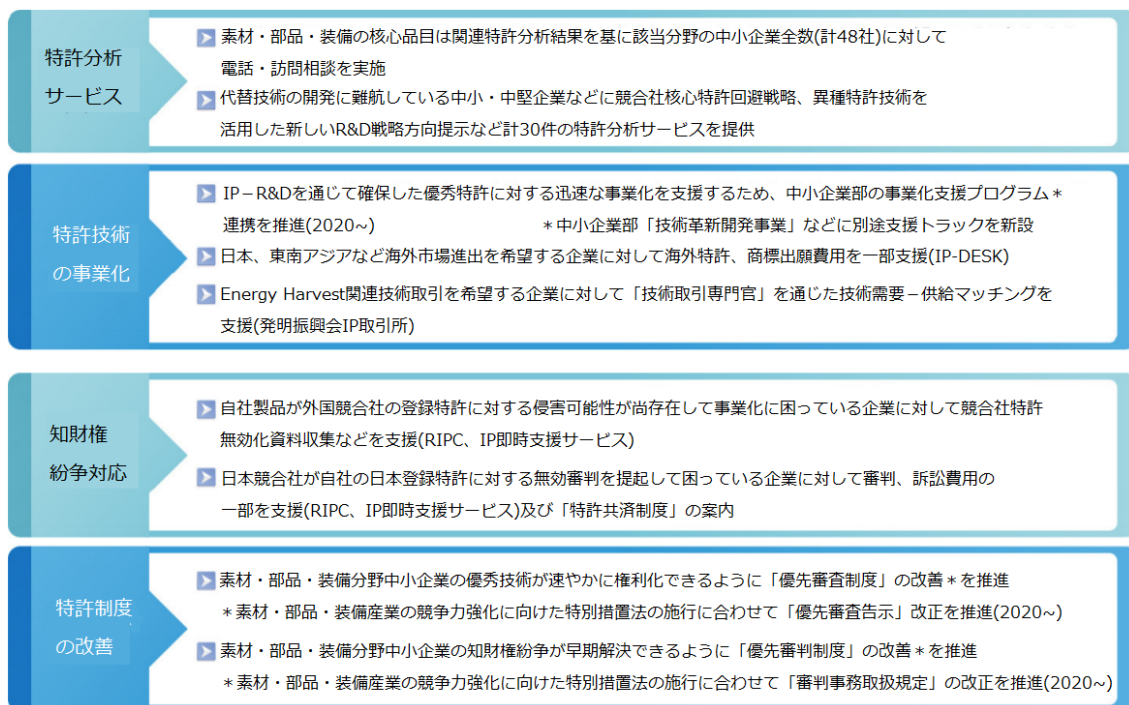 特許分析
サービス
素材・部品・装備の核心品目は関連特許分析結果を基に該当分野の中小企業全数(計48社)に対して
電話・訪問相談を実施
代替技術の開発に難航している中小・中堅企業などに競合社核心特許回避戦略、異種特許技術を
活用した新しいR&D戦略方向提示など計30件の特許分析サービスを提供
特許技術
の事業化
IP－R&Dを通じて確保した優秀特許に対する迅速な事業化を支援するため、中小企業部の事業化支援プログラム＊
連携を推進(2020~) ＊中小企業部「技術革新開発事業」などに別途支援トラックを新設
日本、東南アジアなど海外市場進出を希望する企業に対して海外特許、商標出願費用を一部支援(IP-DESK)
Energy Harvest関連技術取引を希望する企業に対して「技術取引専門官」を通じた技術需要－供給マッチングを
支援(発明振興会IP取引所)
知財権
紛争対応
自社製品が外国競合社の登録特許に対する侵害可能性が尚存在して事業化に困っている企業に対して競合社特許
無効化資料収集などを支援(RIPC、IP即時支援サービス)
日本競合社が自社の日本登録特許に対する無効審判を提起して困っている企業に対して審判、訴訟費用の
一部を支援(RIPC、IP即時支援サービス)及び「特許共済制度」の案内
特許制度
の改善
素材・部品・装備分野中小企業の優秀技術が速やかに権利化できるように「優先審査制度」の改善＊を推進
＊素材・部品・装備産業の競争力強化に向けた特別措置法の施行に合わせて「優先審査告示」改正を推進(2020~)
素材・部品・装備分野中小企業の知財権紛争が早期解決できるように「優先審判制度」の改善＊を推進
＊素材・部品・装備産業の競争力強化に向けた特別措置法の施行に合わせて「審判事務取扱規定」の改正を推進(2020~)